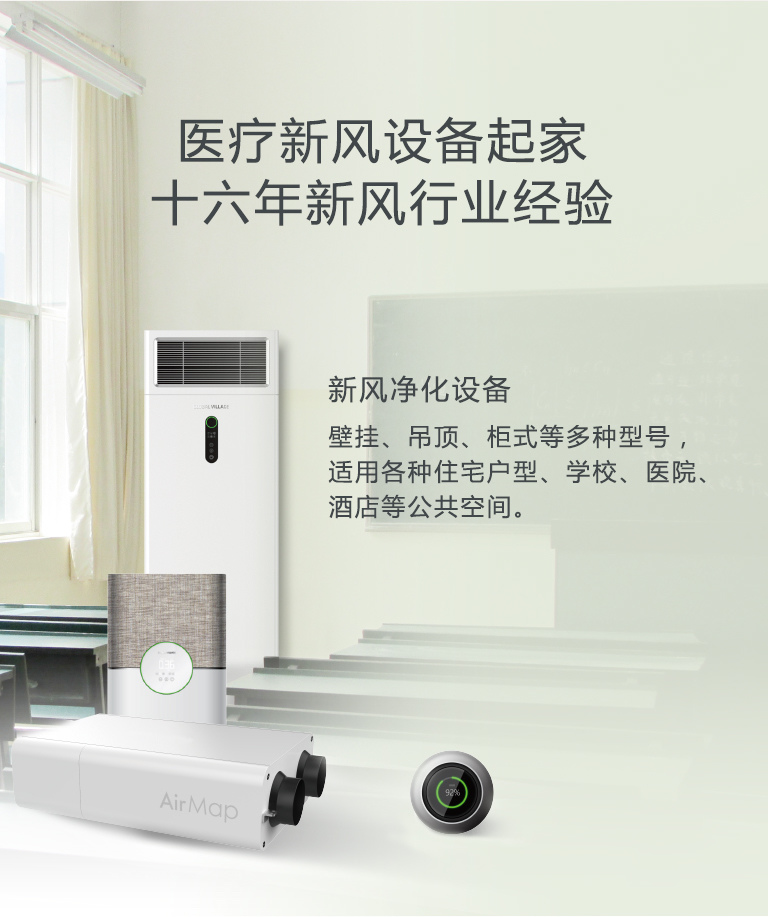 医疗新风设备起家
十六年新风行业经验
新风净化设备
壁挂、吊顶、柜式等多种型号，
适用各种住宅户型、学校、医院、
酒店等公共空间。
AirMap
92%